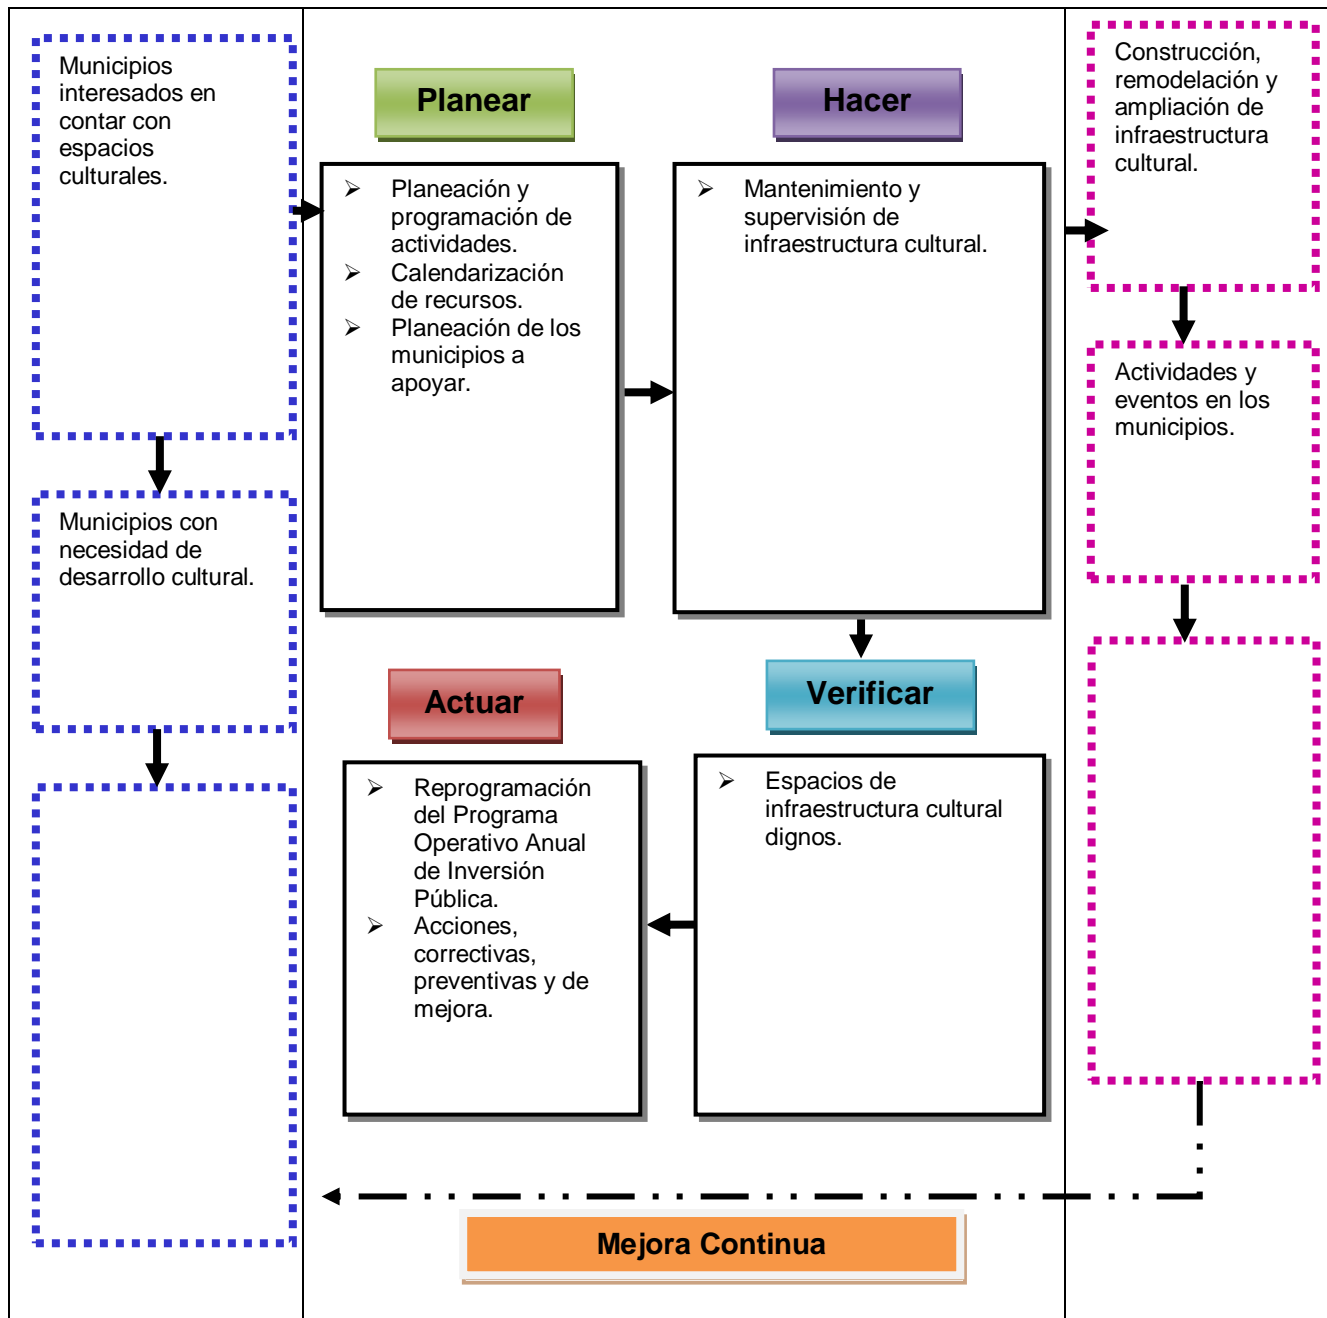 Municipios
interesados en
contar con
espacios
culturales.
Municipios con
necesidad de
desarrollo cultural.
Planear
➢ Planeación y
programación de
actividades.
➢ Calendarización
de recursos.
➢ Planeación de los
municipios a
apoyar.
Hacer
➢ Mantenimiento y
supervisión de
infraestructura cultural.
Actuar
➢ Reprogramación
del Programa
Operativo Anual
de Inversión
Pública.
➢ Acciones,
correctivas,
preventivas y de
mejora.
Verificar
➢ Espacios de
infraestructura cultural
dignos.
Construcción,
remodelación y
ampliación de
infraestructura
cultural.
Actividades y
eventos en los
municipios.
Mejora Continua